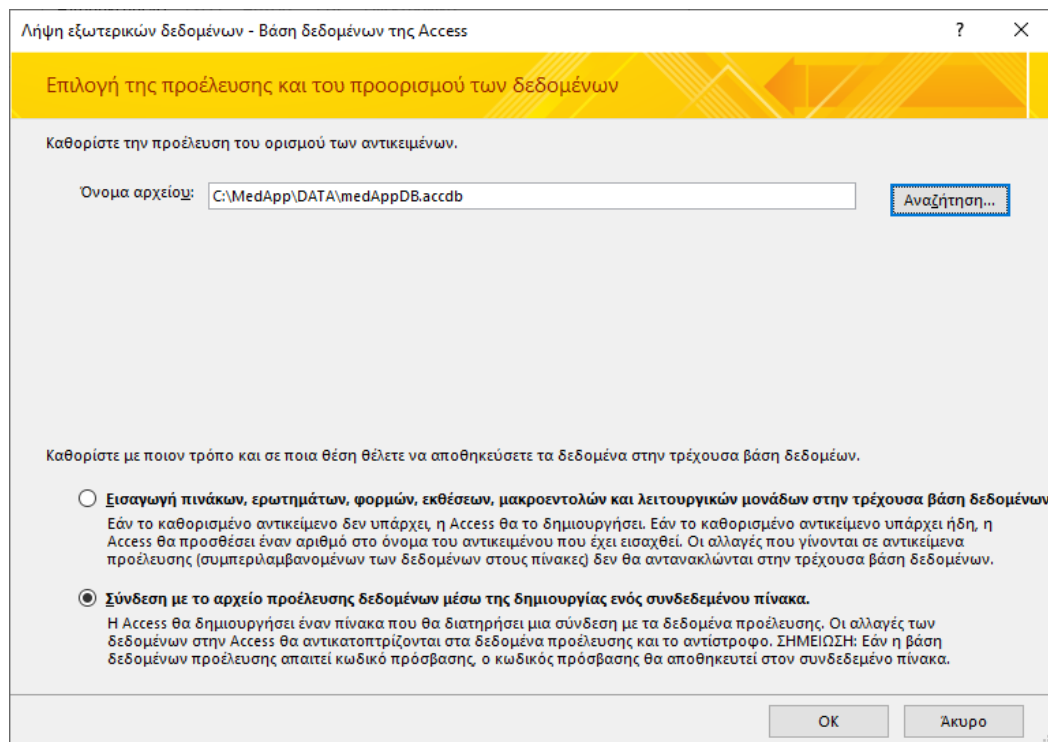 Λήψη εξωτερικών δεδομένων - Βάση δεδομένων της Access
?
Επιλογή της προέλευσης και του προορισμού των δεδομένων
Καθορίστε την προέλευση του ορισμού των αντικειμένων.
Όνομα αρχείου: C:\MedApp\DATA\medAppDB.accdb Αναζήτηση...
Καθορίστε με ποιον τρόπο και σε ποια θέση θέλετε να αποθηκεύσετε τα δεδομένα στην τρέχουσα βάση δεδομέων.
Εισαγωγή πινάκων, ερωτημάτων, φορμών, εκθέσεων, μακροεντολών και λειτουργικών μονάδων στην τρέχουσα βάση δεδομένων
Εάν το καθορισμένο αντικείμενο δεν υπάρχει, η Access θα το δημιουργήσει. Εάν το καθορισμένο αντικείμενο υπάρχει ήδη, η
Access θα προσθέσει έναν αριθμό στο όνομα του αντικειμένου που έχει εισαχθεί. Οι αλλαγές που γίνονται σε αντικείμενα
προέλευσης (συμπεριλαμβανομένων των δεδομένων στους πίνακες) δεν θα αντανακλώνται στην τρέχουσα βάση δεδομένων.
Σύνδεση με το αρχείο προέλευσης δεδομένων μέσω της δημιουργίας ενός συνδεδεμένου πίνακα.
Η Access θα δημιουργήσει έναν πίνακα που θα διατηρήσει μια σύνδεση με τα δεδομένα προέλευσης. Οι αλλαγές των
δεδομένων στην Access θα αντικατοπτρίζονται στα δεδομένα προέλευσης και το αντίστροφο. ΣΗΜΕΙΩΣΗ: Εάν η βάση
δεδομένων προέλευσης απαιτεί κωδικό πρόσβασης, ο κωδικός πρόσβασης θα αποθηκευτεί στον συνδεδεμένο πίνακα.
OK Άκυρο